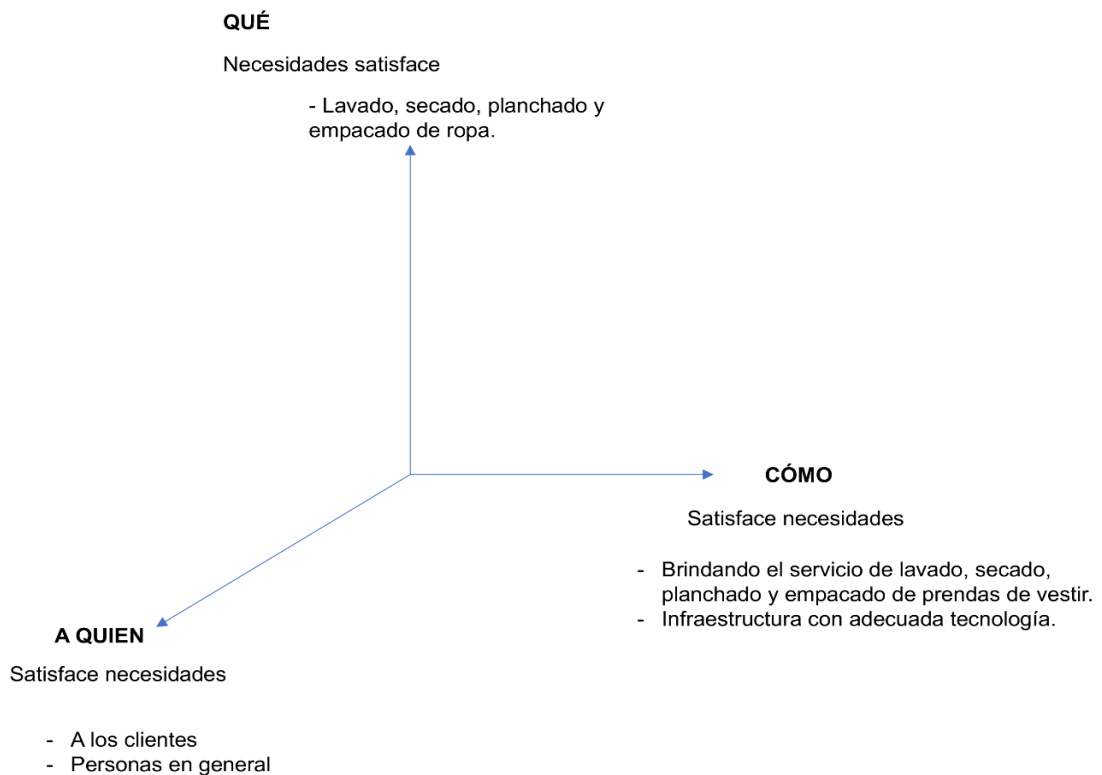 QUÉ
Necesidades satisface
- Lavado, secado, planchado y
empacado de ropa.
CÓMO
Satisface necesidades
- Brindando el servicio de lavado, secado,
planchado y empacado de prendas de vestir.
- Infraestructura con adecuada tecnología.
A QUIEN
Satisface necesidades
- A los clientes
- Personas en general